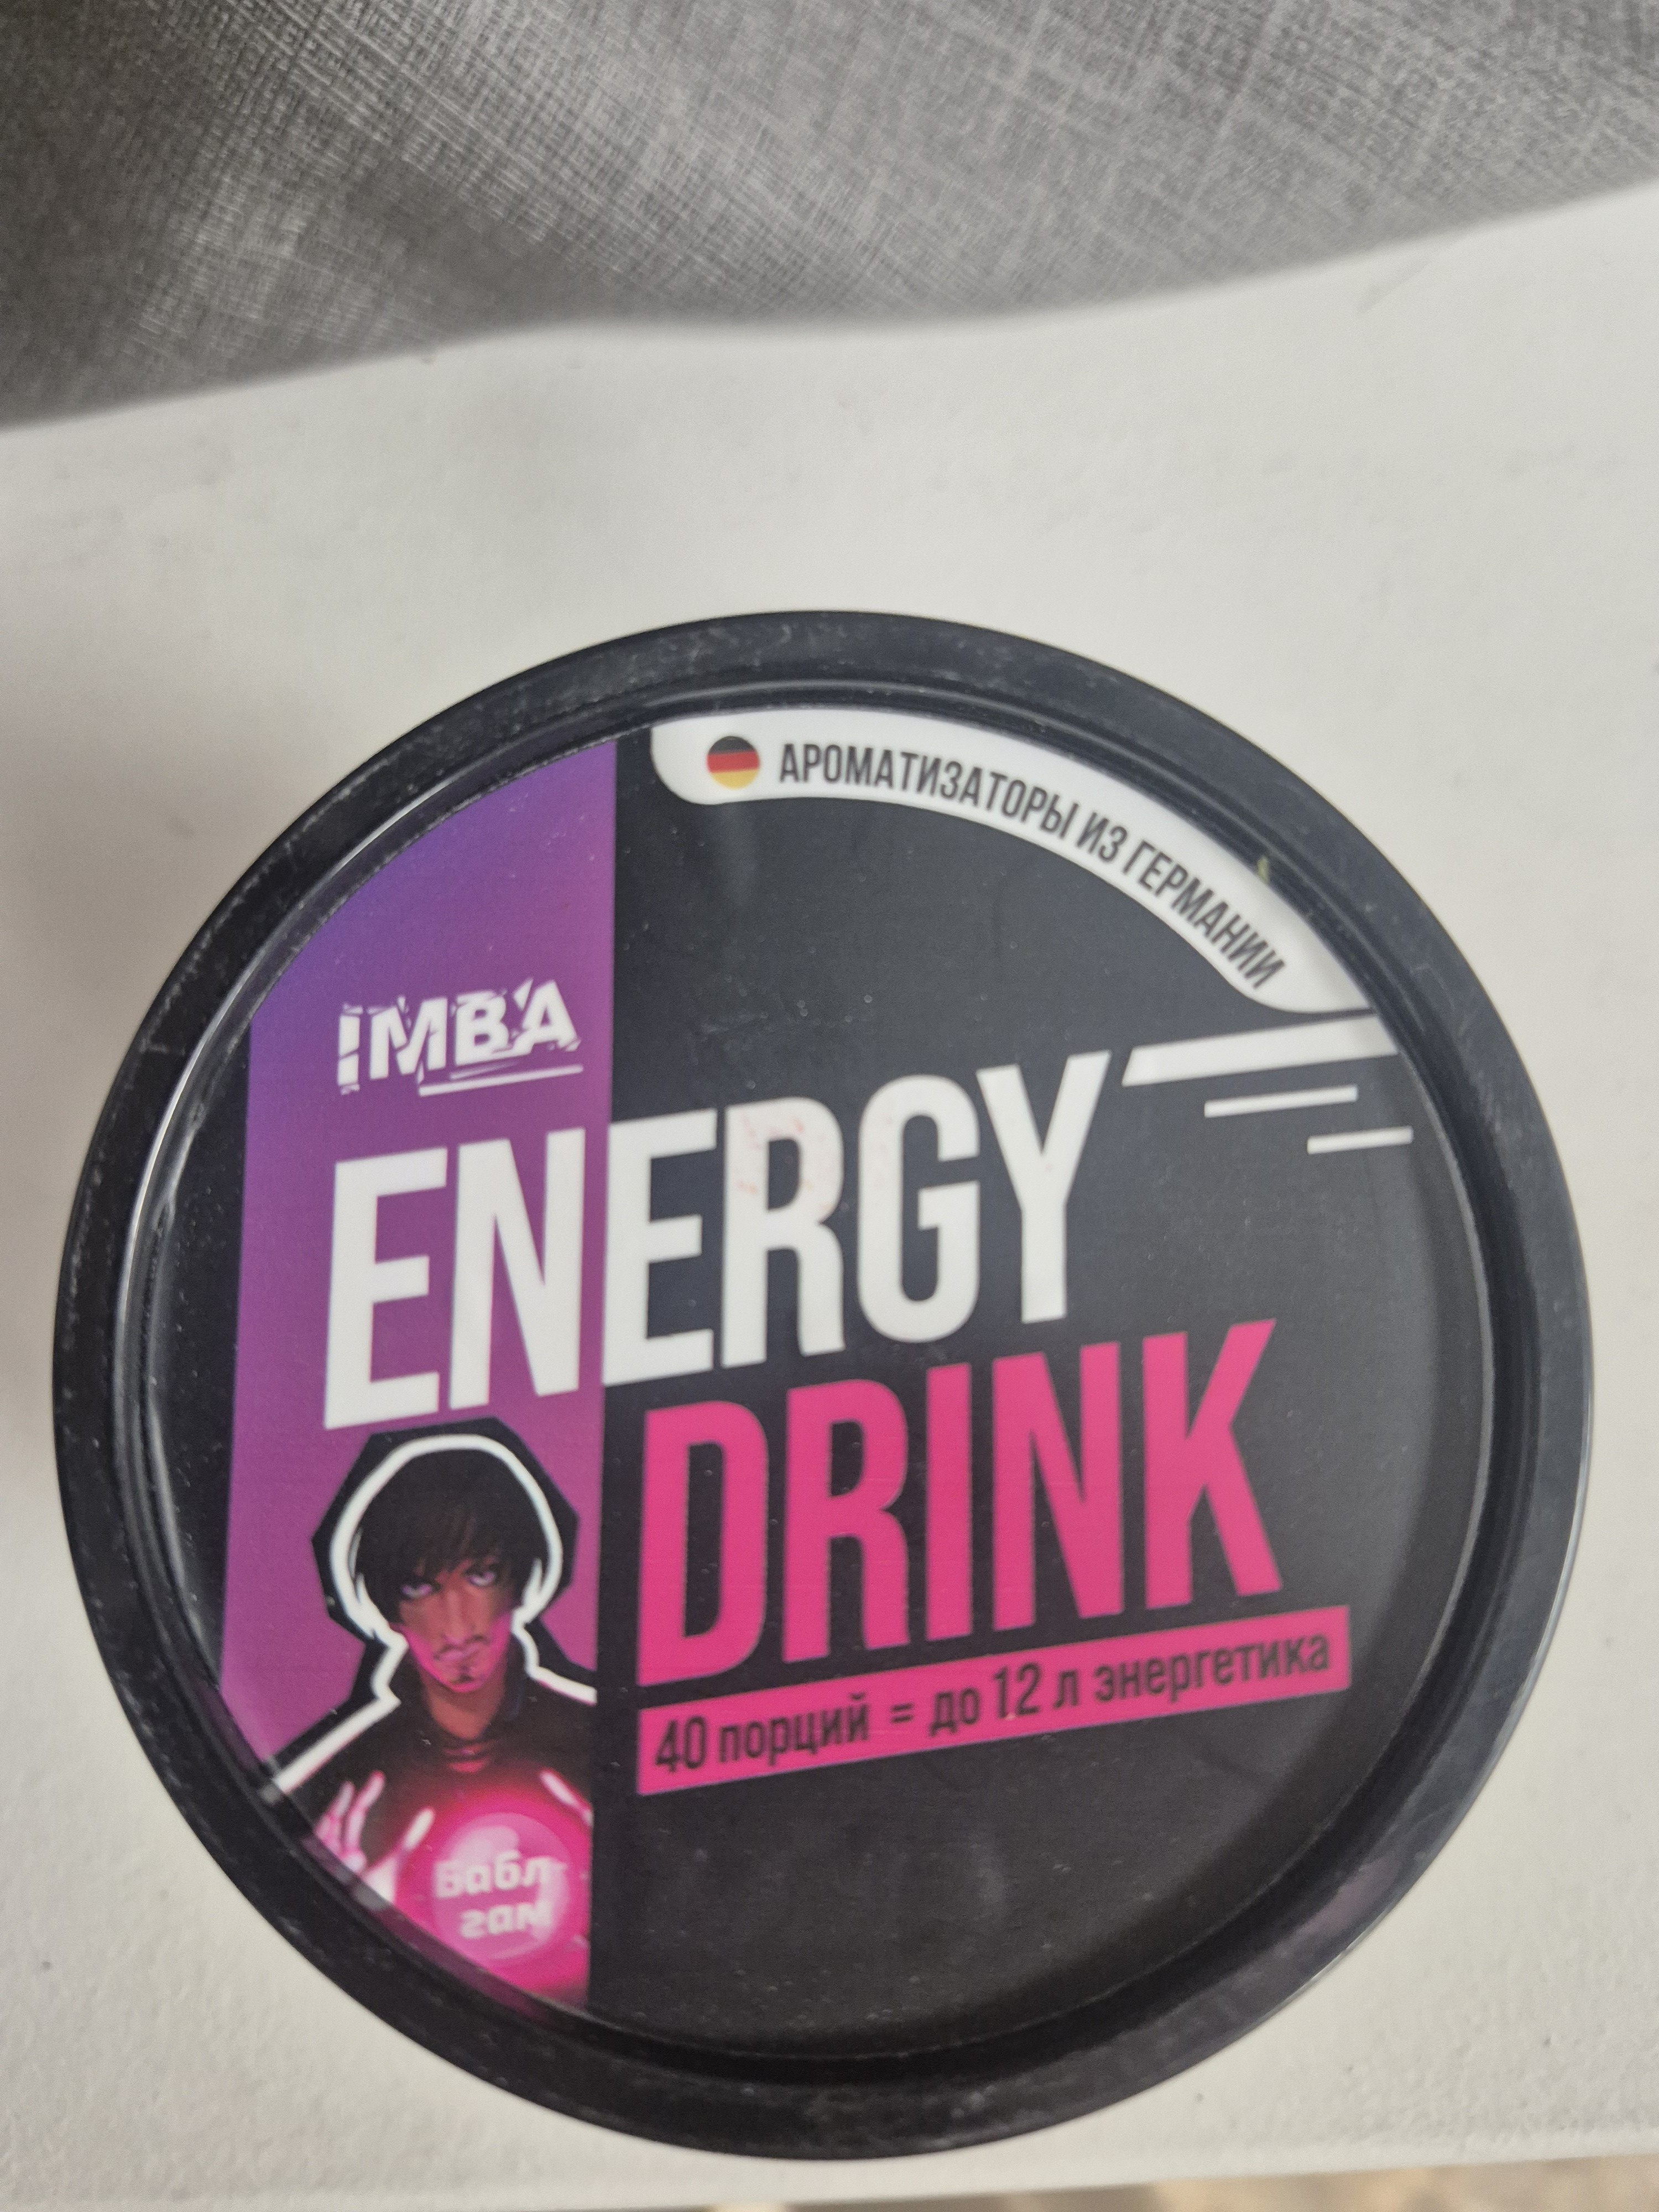 АРОМАТИЗАТОРЫ ИЗ ГЕРМАНИИ
IMBA
ENERGY
DRINK
40 порций = до 12 л энергетика
Бабл-
гам